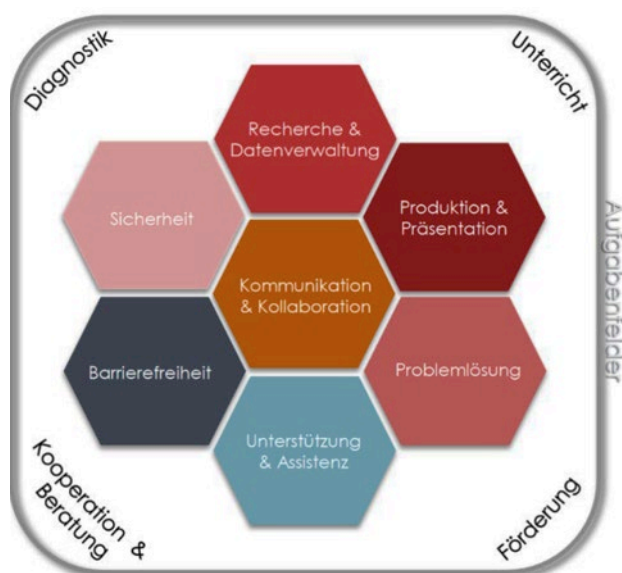 Diagnostik
Unterricht
Recherche &
Datenverwaltung
Sicherheit
Produktion &
Präsentation
Kommunikation
& Kollaboration
Barrierefreiheit
Problemlösung
Unterstützung
& Assistenz
Aufgabenfelder
Kooperation &
Beratung
Förderung